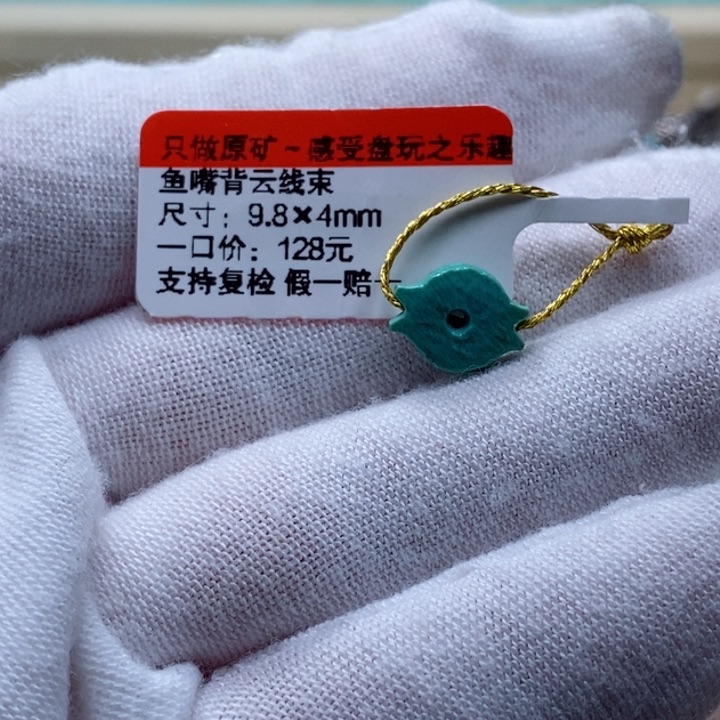 只做原矿~感受盘玩之乐趣
鱼嘴背云线束
尺寸：9.8×4mm
一口价：128元
支持复检 假一赔